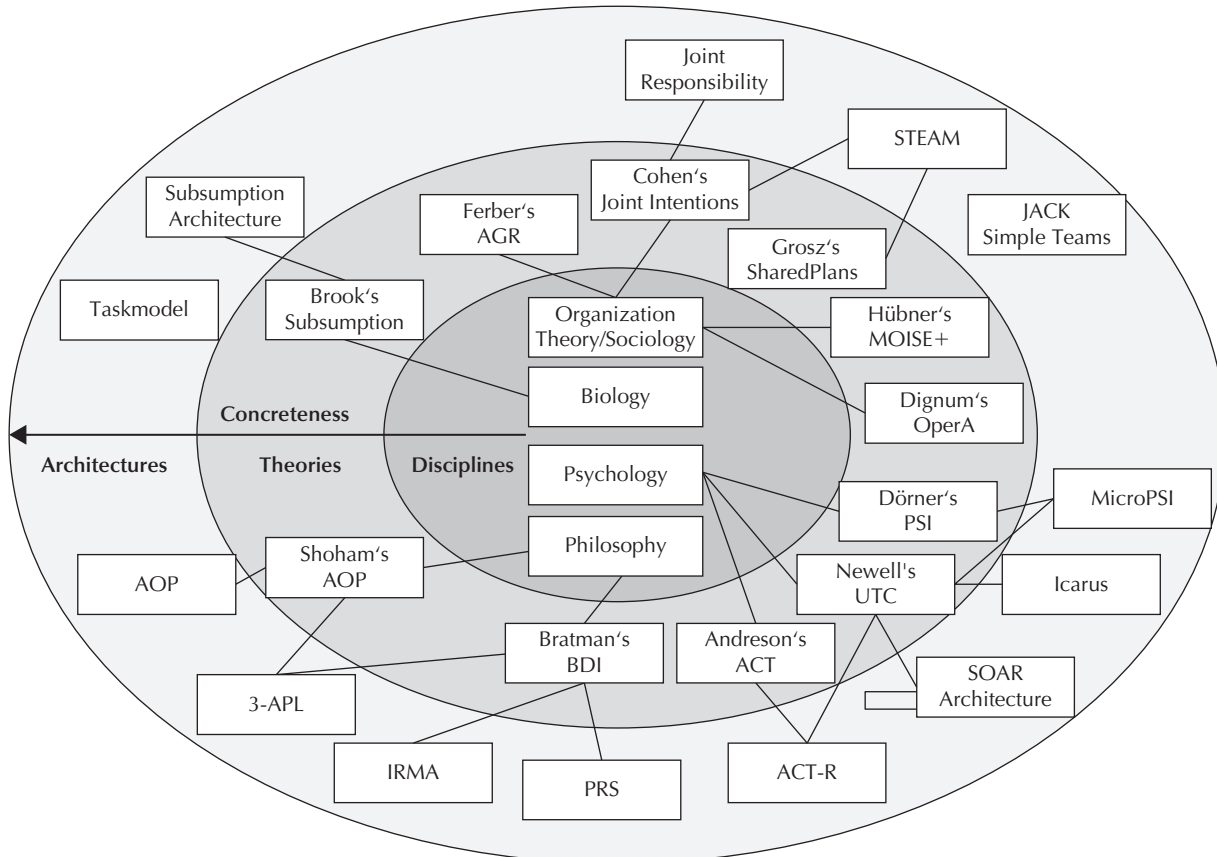 Joint
Responsibility
STEAM
Cohen‘s
Joint Intentions
Subsumption
Architecture
Ferber‘s
AGR
JACK
Simple Teams
Grosz‘s
SharedPlans
Taskmodel
Brook‘s
Subsumption
Organization
Theory/Sociology
Hübner‘s
MOISE+
Biology
Dignum‘s
OperA
Concreteness
Architectures
Theories
Disciplines
Psychology
Dörner‘s
PSI
MicroPSI
Philosophy
Shoham‘s
AOP
AOP
Newell's
UTC
Icarus
Bratman‘s
BDI
Andreson‘s
ACT
SOAR
Architecture
3-APL
IRMA
PRS
ACT-R